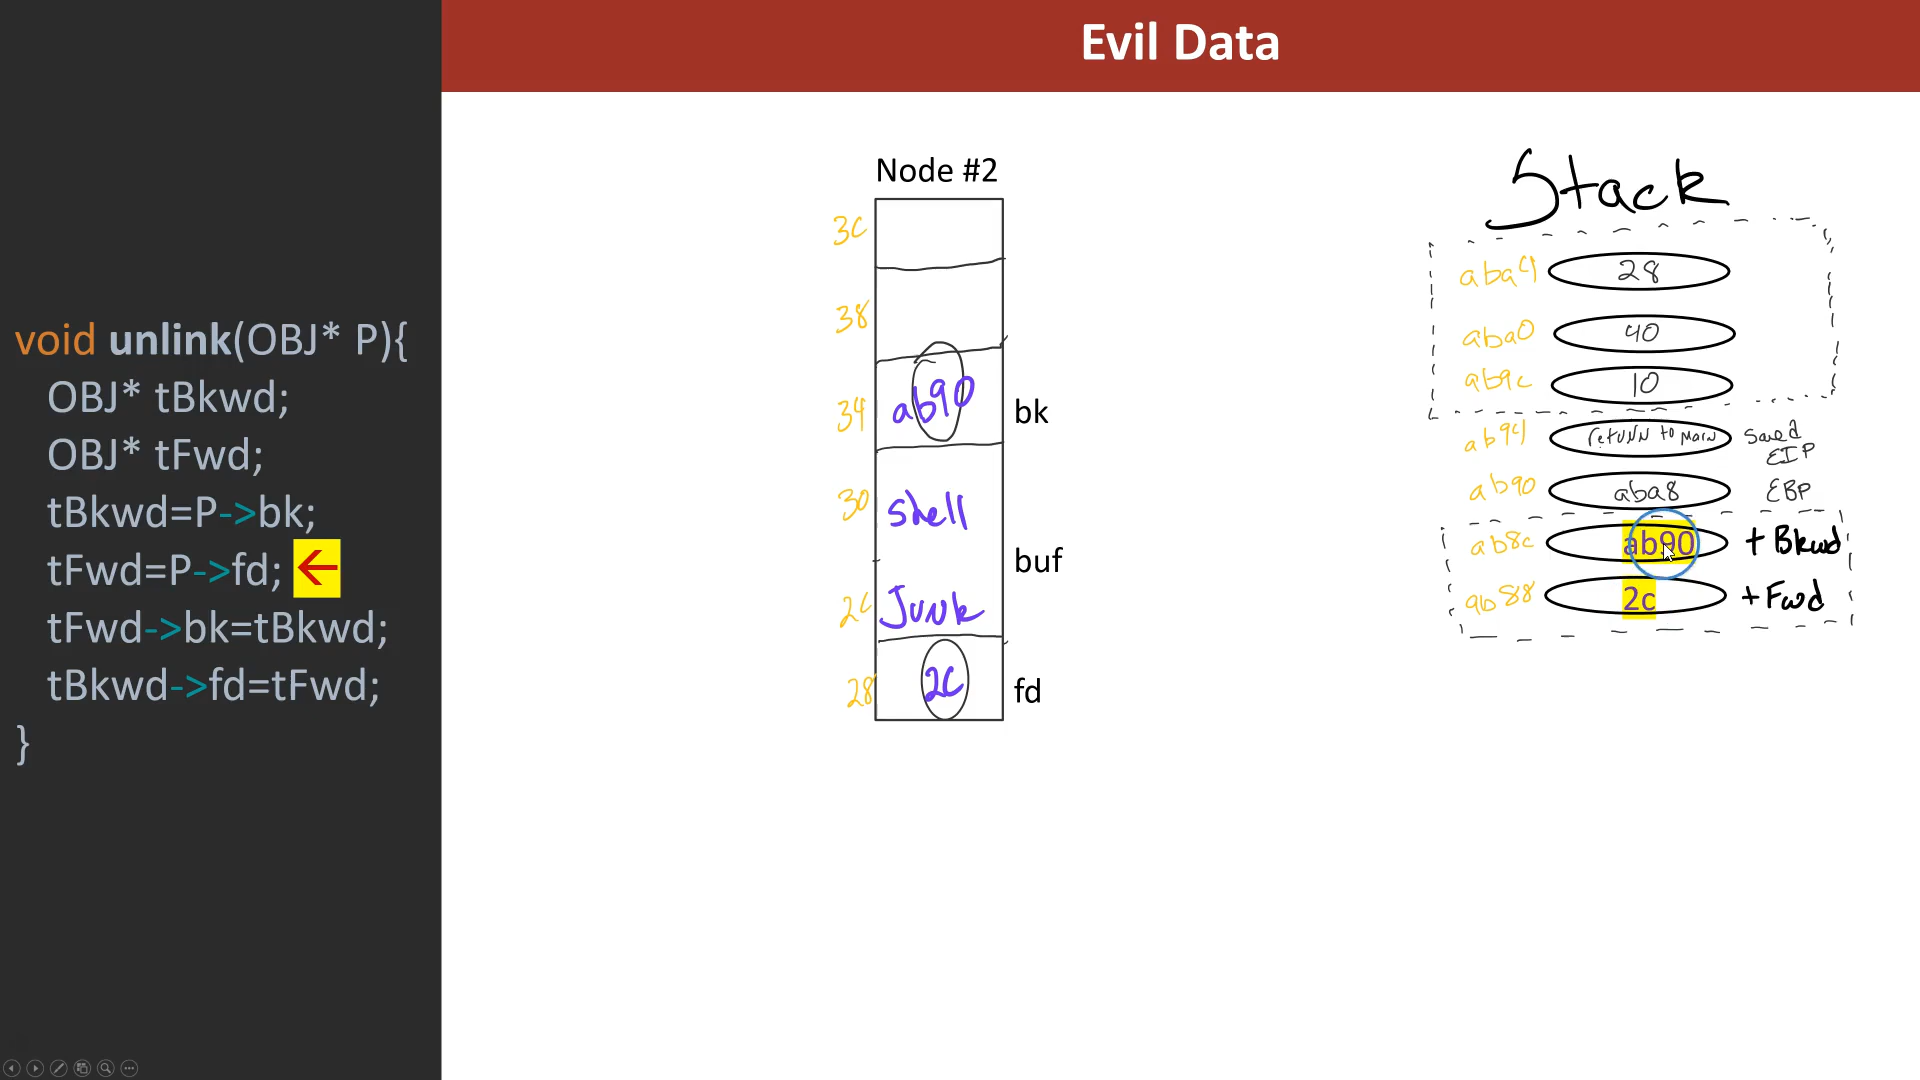 Evil Data
void unlink(OBJ* P){
OBJ* tBkwd;
OBJ* tFwd;
tBkwd=P->bk;
tFwd=P->fd; ←
tFwd->bk=tBkwd;
tBkwd->fd=tFwd;
}
Node #2
3C
38
34 ab90 bk
30 shell
buf
2C Junk
28 2C fd
Stack
aba4 28
aba0 40
ab9c 10
ab94 return to main saved EIP
ab90 aba8 EBP
ab8c ab90 tBkwd
ab88 2c tFwd